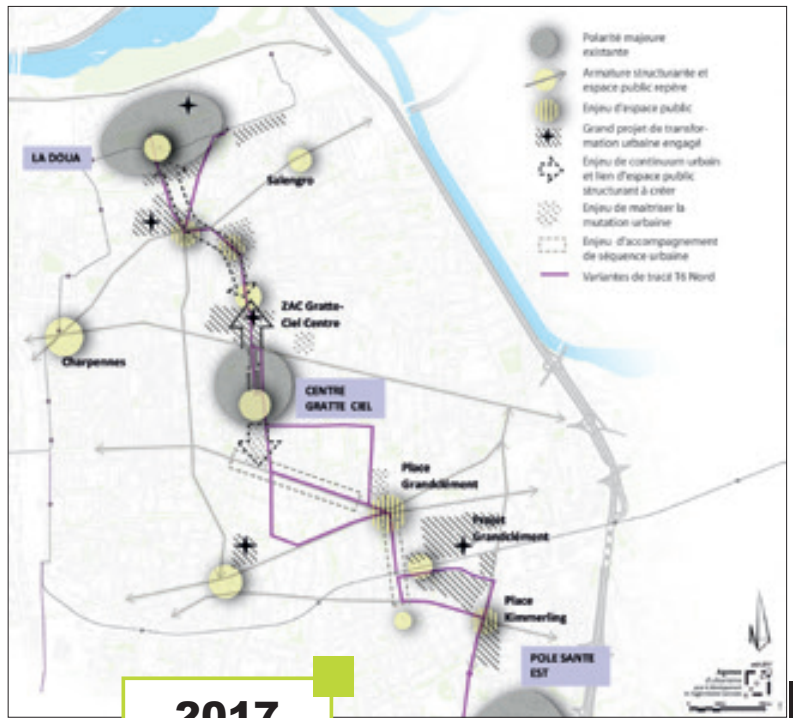 Polarité majeure
existante
Armature structurante et
espace public repère
Enjeu d'espace public
Grand projet de transfor-
mation urbaine engagé
Enjeu de continuum urbain
et lien d'espace public
structurant à créer
Enjeu de maitriser la
mutation urbaine
Enjeu d'accompagnement
de séquence urbaine
Variantes de tracé T6 Nord
LA DOUA
Salengro
ZAC Gratte-
Ciel Centre
Charpennes
CENTRE
GRATTE CIEL
Place
Grandclément
Projet
Grandclément
Place
Kimmerling
POLE SANTE
EST
Agence
d'urbanisme
2017